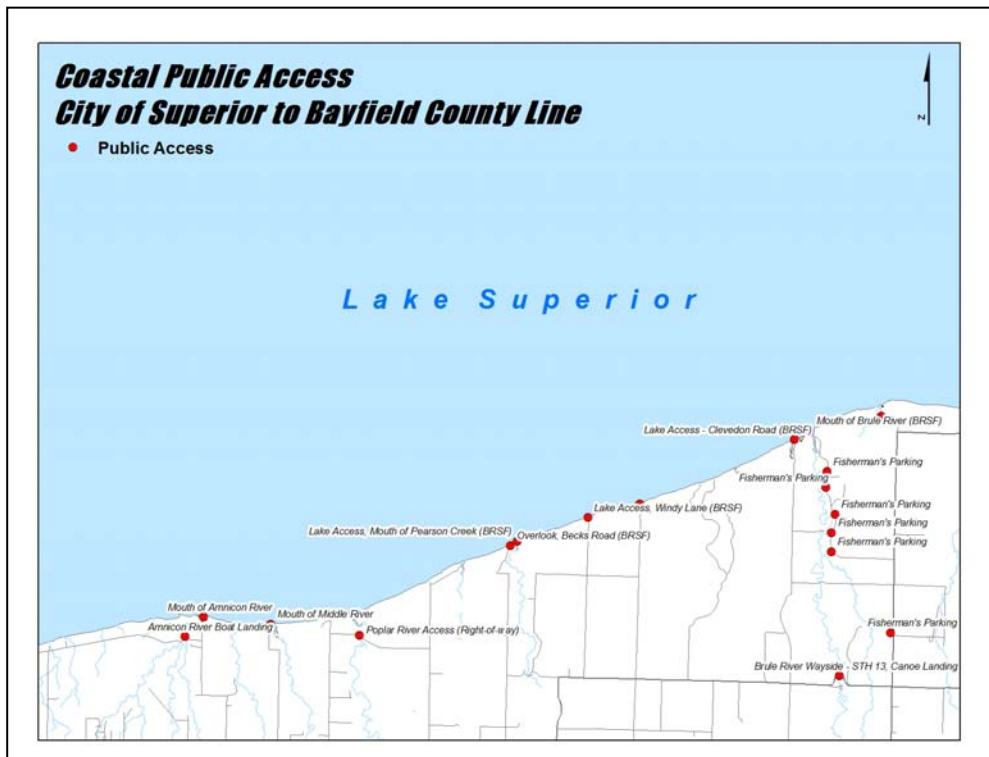 Coastal Public Access
City of Superior to Bayfield County Line
Public Access
N
Lake Superior
Mouth of Brule River (BRSF)
Lake Access - Clevedon Road (BRSF)
Fisherman's Parking
Fisherman's Parking
Lake Access, Windy Lane (BRSF)
Fisherman's Parking
Fisherman's Parking
Lake Access, Mouth of Pearson Creek (BRSF)
Overlook, Becks Road (BRSF)
Fisherman's Parking
Mouth of Amnicon River
Mouth of Middle River
Amnicon River Boat Landing
Poplar River Access (Right-of-way)
Fisherman's Parking
Brule River Wayside - STH 13, Canoe Landing